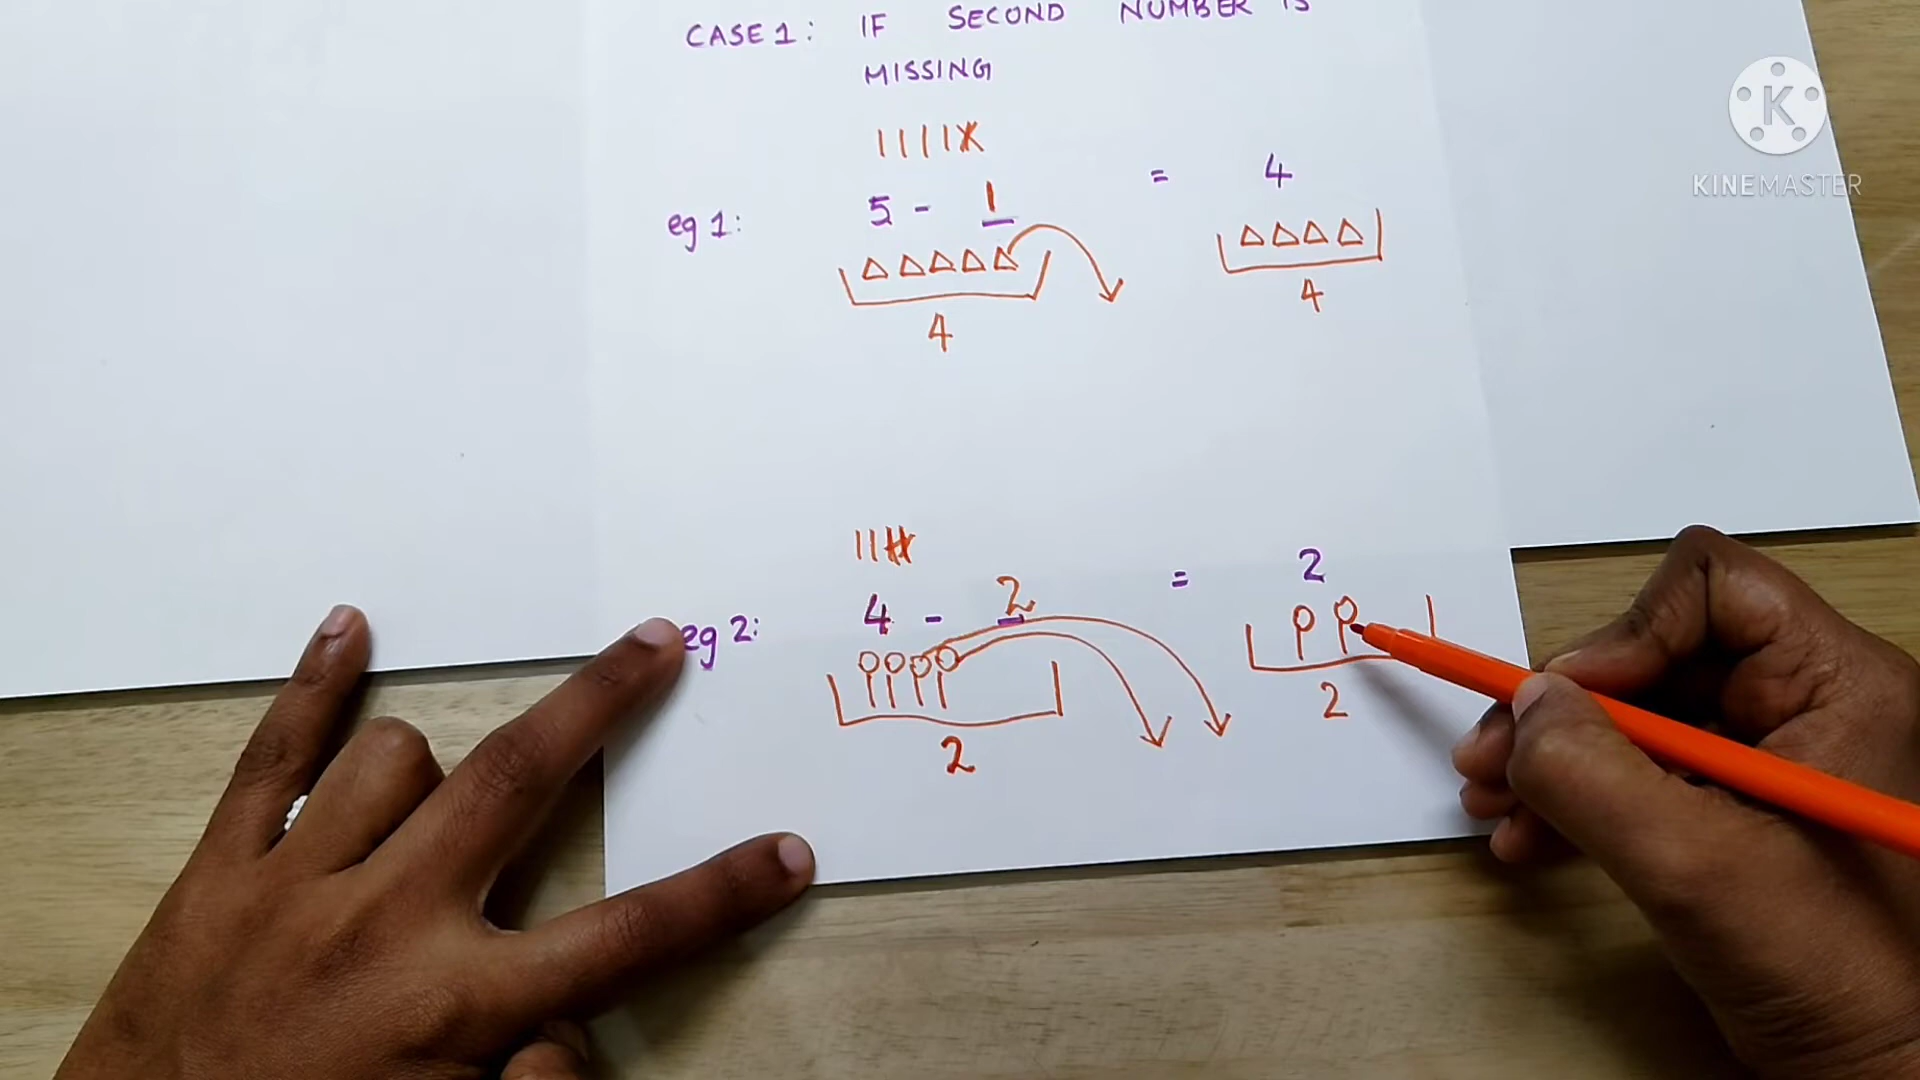 CASE 1: IF SECOND NUMBER IS
MISSING
eg 1: 5 - 1 = 4
4 4
eg 2: 4 - 2 = 2
2 2
K
KINEMASTER